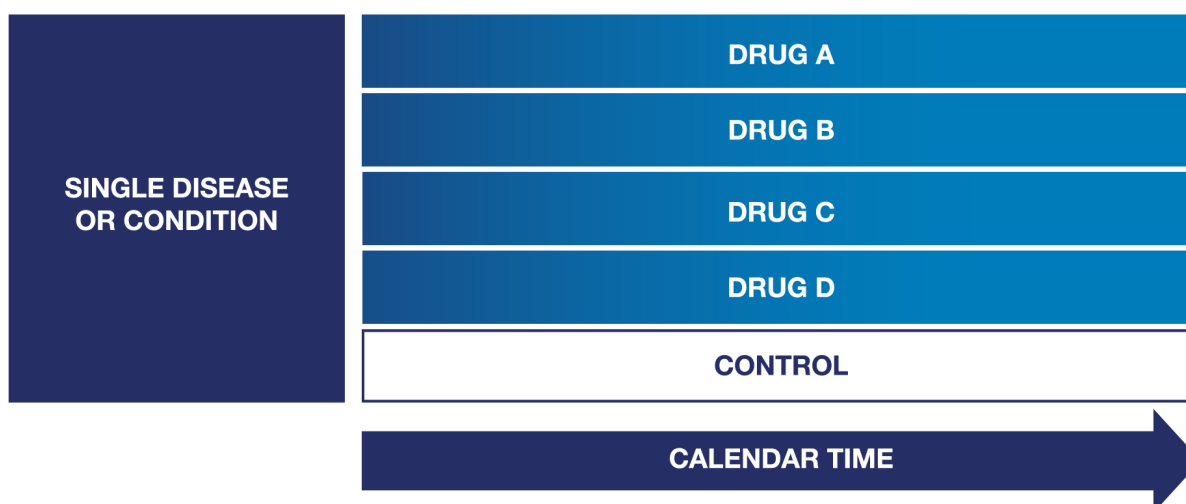 SINGLE DISEASE
OR CONDITION
DRUG A
DRUG B
DRUG C
DRUG D
CONTROL
CALENDAR TIME